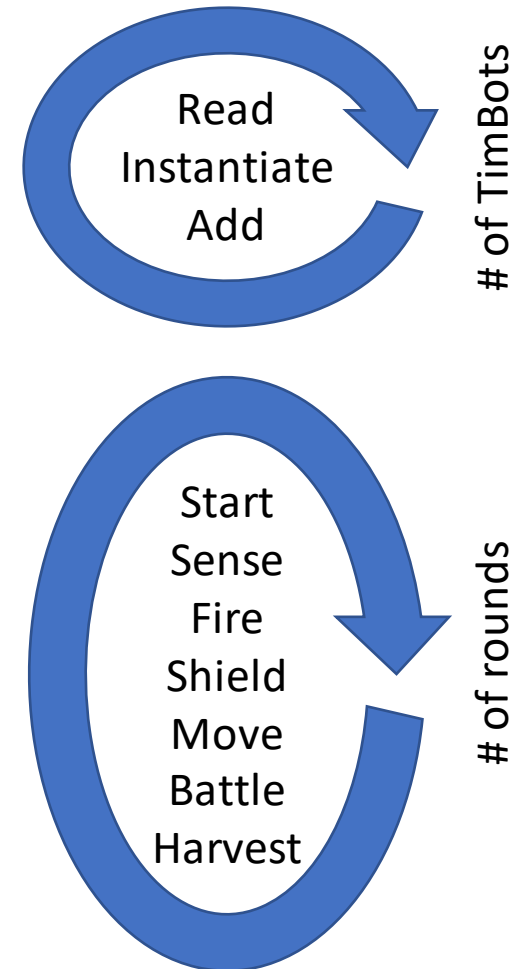 Read
Instantiate
Add
# of TimBots
Start
Sense
Fire
Shield
Move
Battle
Harvest
# of rounds